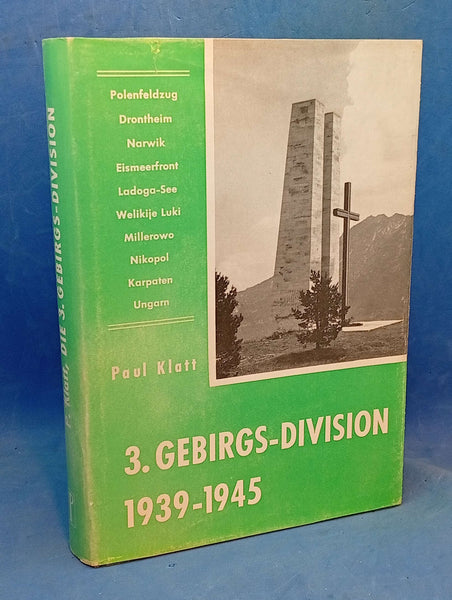 Polenfeldzug
Drontheim
Narwik
Eismeerfront
Ladoga-See
Welikije Luki
Millerowo
Nikopol
Karpaten
Ungarn
Paul Klatt
3. GEBIRGS-DIVISION
1939-1945
P. Klatt DIE 3. GEBIRGS-DIVISION